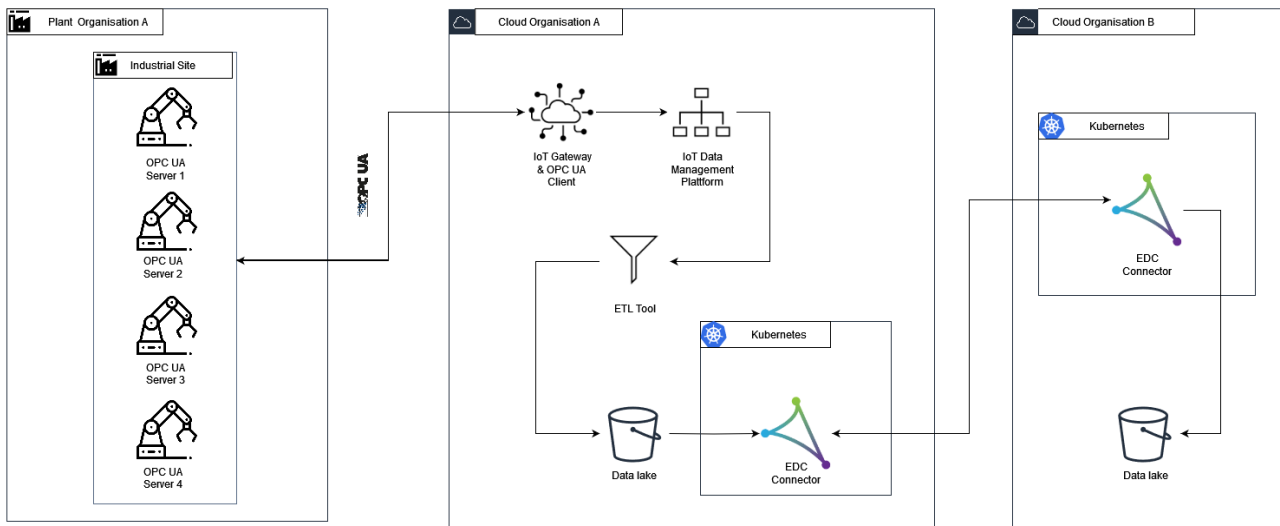 Plant Organisation A
Industrial Site
OPC UA
Server 1
OPC UA
Server 2
OPC UA
Server 3
OPC UA
Server 4
OPC UA
Cloud Organisation A
IoT Gateway
& OPC UA
Client
IoT Data
Management
Plattform
ETL Tool
Kubernetes
Data lake
EDC
Connector
Cloud Organisation B
Kubernetes
EDC
Connector
Data lake